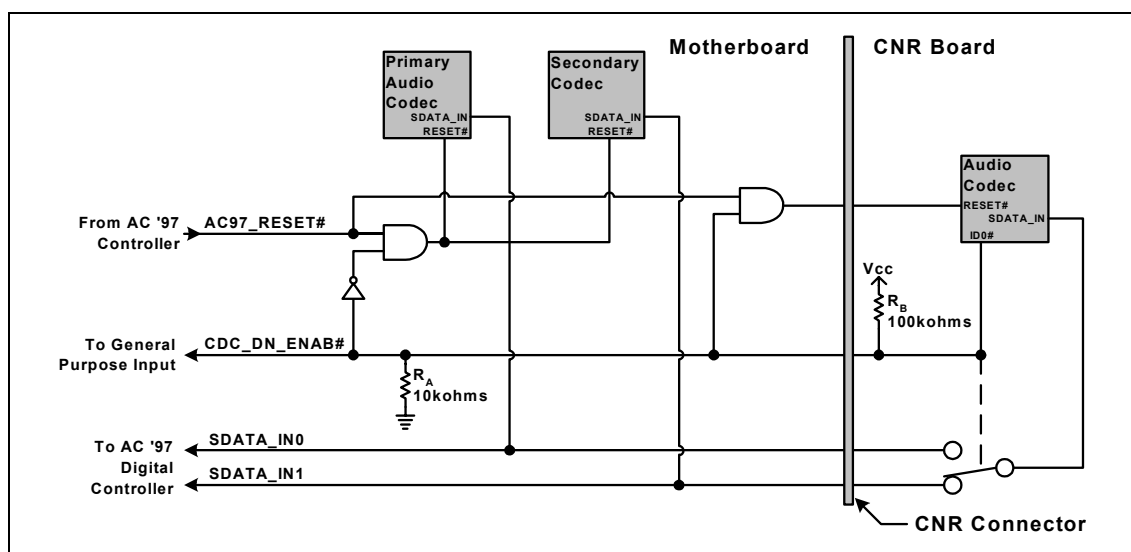 Motherboard
CNR Board
Primary
Audio
Codec
SDATA_IN
RESET#
Secondary
Codec
SDATA_IN
RESET#
Audio
Codec
RESET#
SDATA_IN
ID0#
From AC '97
Controller
AC97_RESET#
Vcc
RB
100kohms
To General
Purpose Input
CDC_DN_ENAB#
RA
10kohms
To AC '97
Digital
Controller
SDATA_IN0
SDATA_IN1
CNR Connector